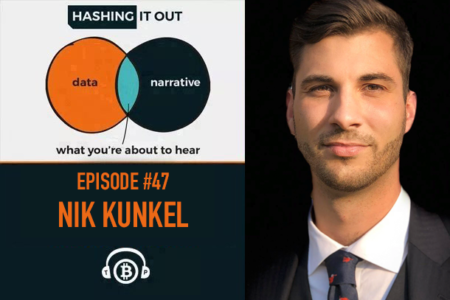 HASHING IT OUT
data
narrative
what you're about to hear
EPISODE #47
NIK KUNKEL
T
P